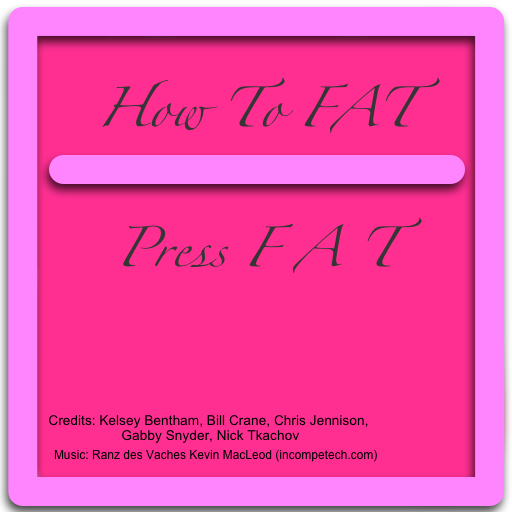 How To FAT
Press F A T
Credits: Kelsey Bentham, Bill Crane, Chris Jennison,
Gabby Snyder, Nick Tkachov
Music: Ranz des Vaches Kevin MacLeod (incompetech.com)